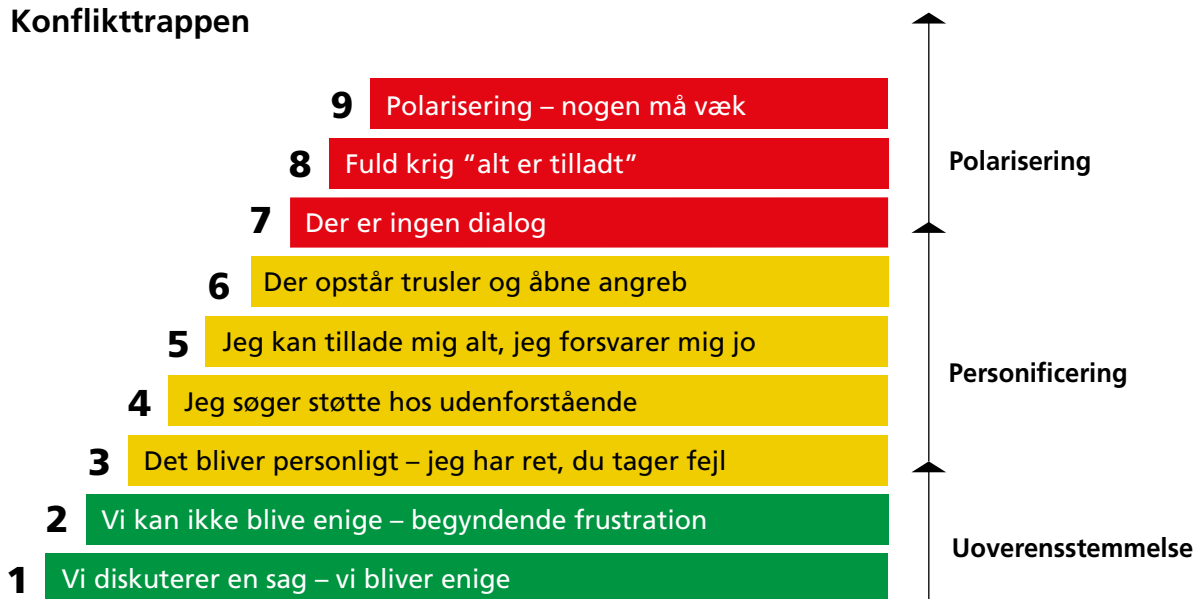 Konflikttrappen
9 Polarisering – nogen må væk
8 Fuld krig “alt er tilladt”
Polarisering
7 Der er ingen dialog
6 Der opstår trusler og åbne angreb
5 Jeg kan tillade mig alt, jeg forsvarer mig jo
Personificering
4 Jeg søger støtte hos udenforstående
3 Det bliver personligt – jeg har ret, du tager fejl
2 Vi kan ikke blive enige – begyndende frustration
Uoverensstemmelse
1 Vi diskuterer en sag – vi bliver enige